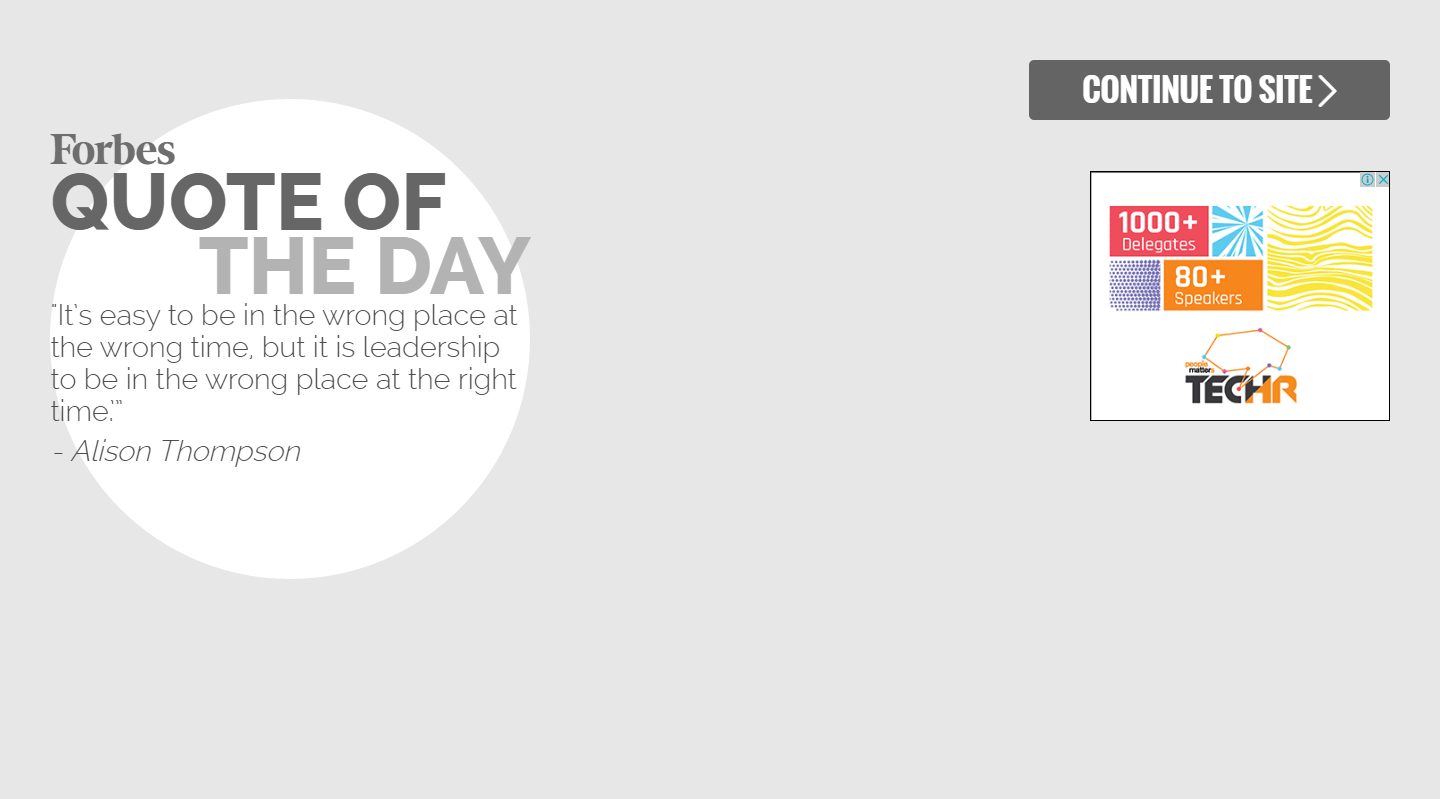 CONTINUE TO SITE
Forbes
QUOTE OF
THE DAY
"It’s easy to be in the wrong place at
the wrong time, but it is leadership
to be in the wrong place at the right
time.’”
- Alison Thompson
1000+
Delegates
80+
Speakers
people
matters
TECHR